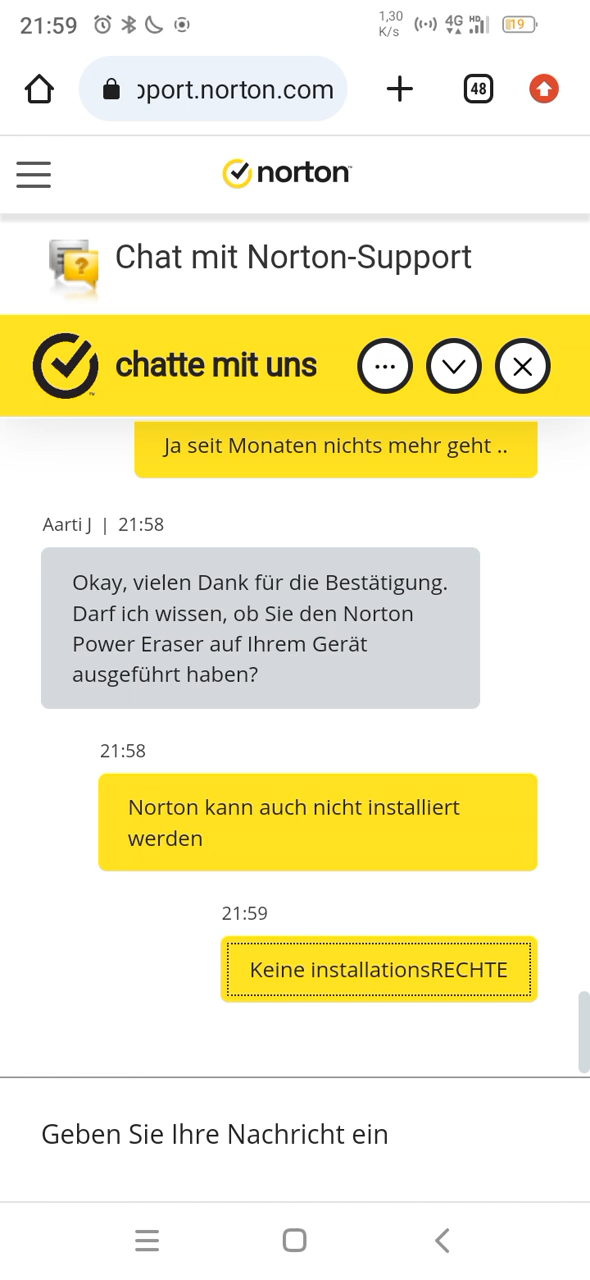 21:59
1,30
K/s
4G
HD
19
pport.norton.com
48
norton
?
Chat mit Norton-Support
chatte mit uns
Ja seit Monaten nichts mehr geht ..
Aarti J | 21:58
Okay, vielen Dank für die Bestätigung.
Darf ich wissen, ob Sie den Norton
Power Eraser auf Ihrem Gerät
ausgeführt haben?
21:58
Norton kann auch nicht installiert
werden
21:59
Keine installationsRECHTE
Geben Sie Ihre Nachricht ein